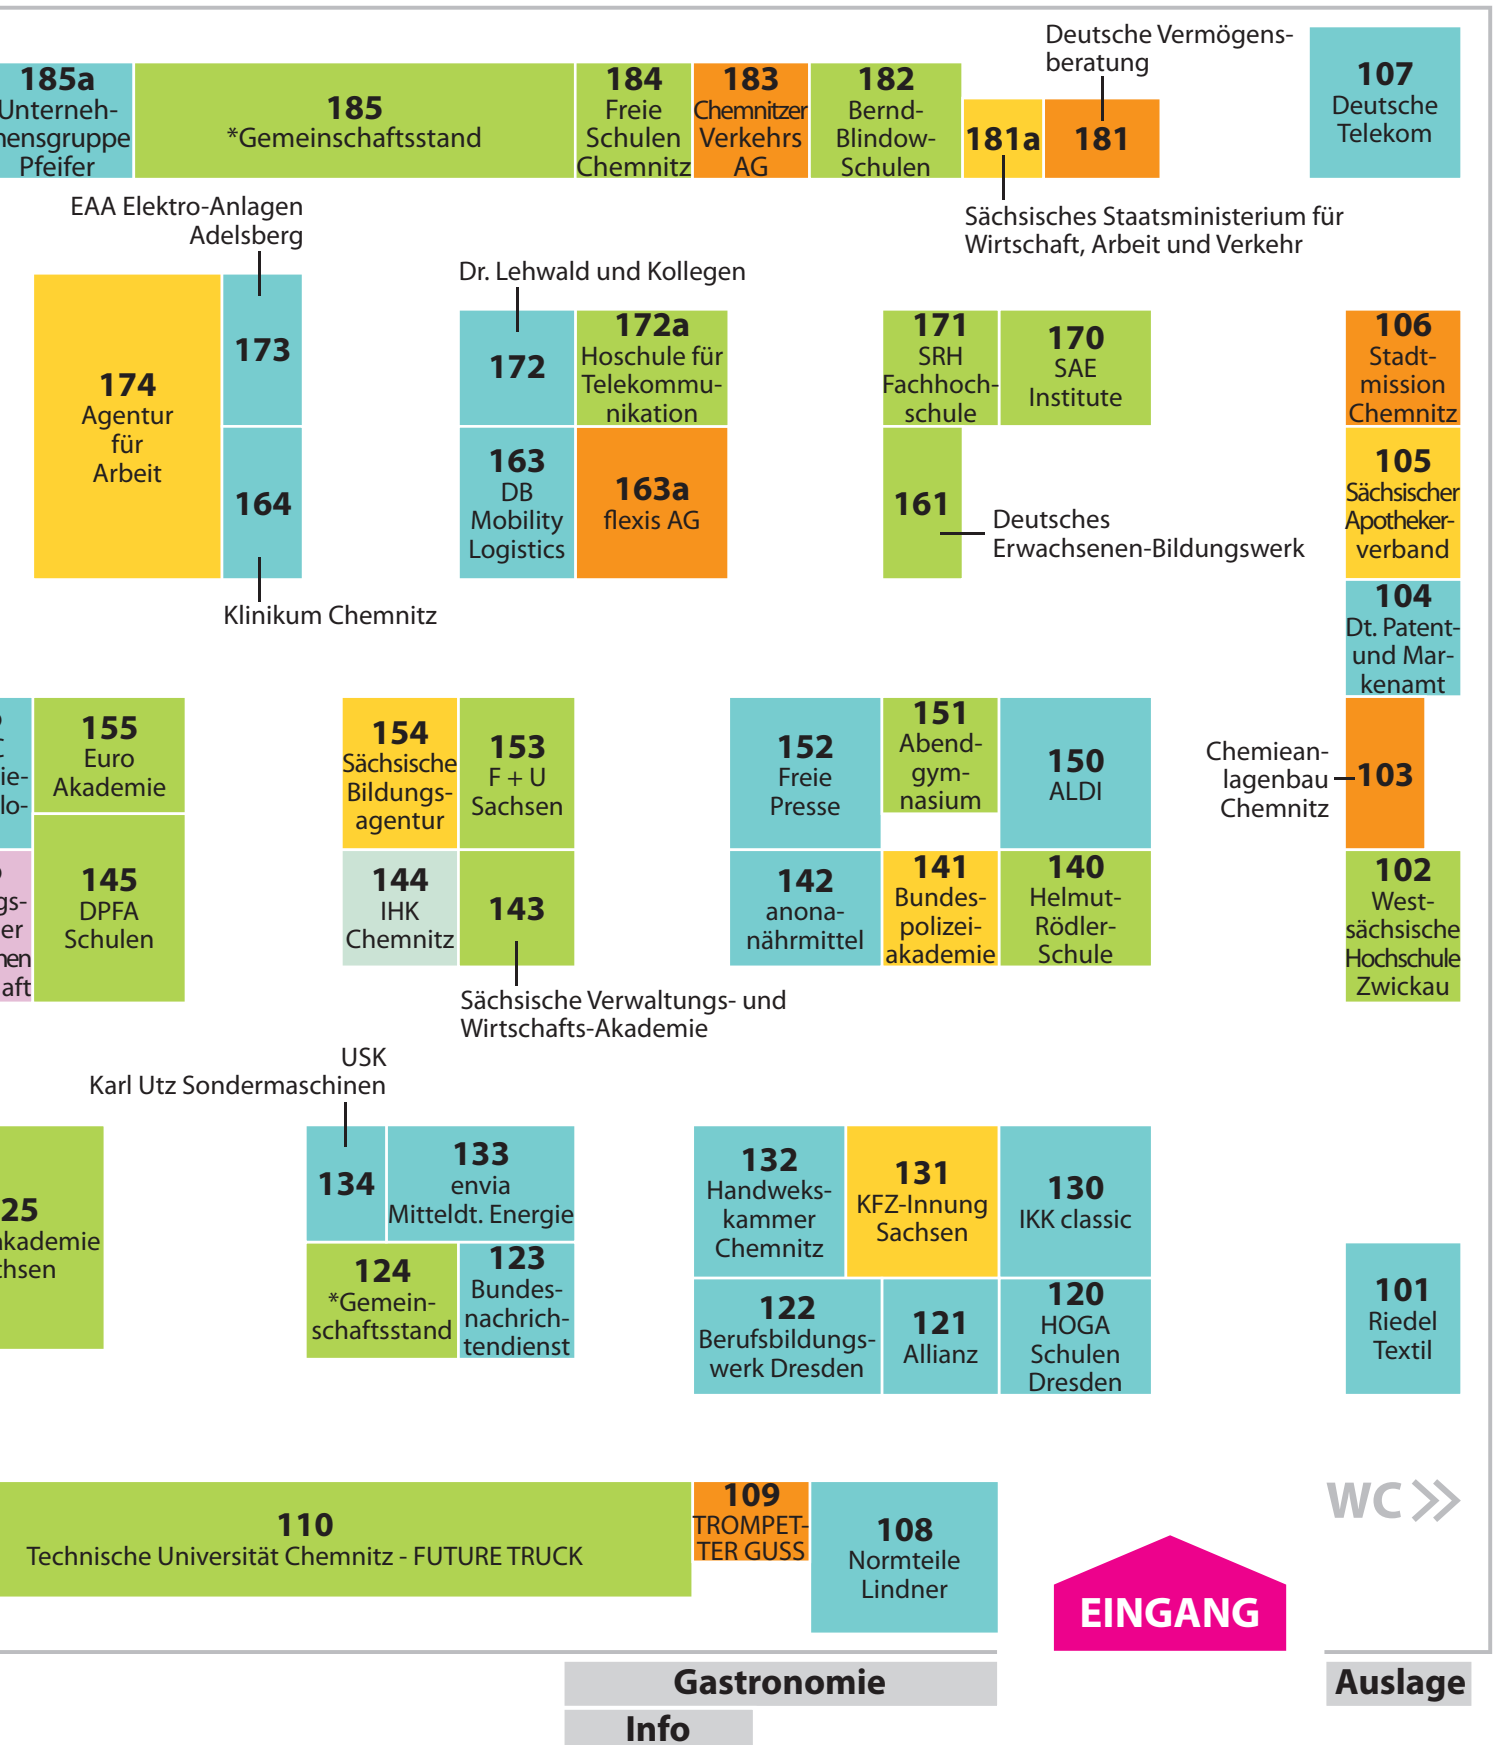 Deutsche Vermögens-
beratung
185a
Unterneh-
mensgruppe
Pfeifer
185
*Gemeinschaftsstand
184
Freie
Schulen
Chemnitz
183
Chemnitzer
Verkehrs
AG
182
Bernd-
Blindow-
Schulen
181a
181
107
Deutsche
Telekom
EAA Elektro-Anlagen
Adelsberg
Sächsisches Staatsministerium für
Wirtschaft, Arbeit und Verkehr
Dr. Lehwald und Kollegen
174
Agentur
für
Arbeit
173
164
Klinikum Chemnitz
172
172a
Hoschule für
Telekommu-
nikation
163
DB
Mobility
Logistics
163a
flexis AG
171
SRH
Fachhoch-
schule
170
SAE
Institute
161
Deutsches
Erwachsenen-Bildungswerk
106
Stadt-
mission
Chemnitz
105
Sächsischer
Apotheker-
verband
104
Dt. Patent-
und Mar-
kenamt
ie-
lo-
155
Euro
Akademie
154
Sächsische
Bildungs-
agentur
153
F + U
Sachsen
152
Freie
Presse
151
Abend-
gym-
nasium
150
ALDI
Chemiean-
lagenbau
Chemnitz
103
gs-
er
nen
aft
145
DPFA
Schulen
144
IHK
Chemnitz
143
Sächsische Verwaltungs- und
Wirtschafts-Akademie
142
anona-
nährmittel
141
Bundes-
polizei-
akademie
140
Helmut-
Rödler-
Schule
102
West-
sächsische
Hochschule
Zwickau
USK
Karl Utz Sondermaschinen
25
akademie
chsen
134
133
envia
Mitteldt. Energie
124
*Gemein-
schaftsstand
123
Bundes-
nachrich-
tendienst
132
Handweks-
kammer
Chemnitz
131
KFZ-Innung
Sachsen
130
IKK classic
122
Berufsbildungs-
werk Dresden
121
Allianz
120
HOGA
Schulen
Dresden
101
Riedel
Textil
110
Technische Universität Chemnitz - FUTURE TRUCK
109
TROMPET-
TER GUSS
108
Normteile
Lindner
WC
EINGANG
Gastronomie
Auslage
Info